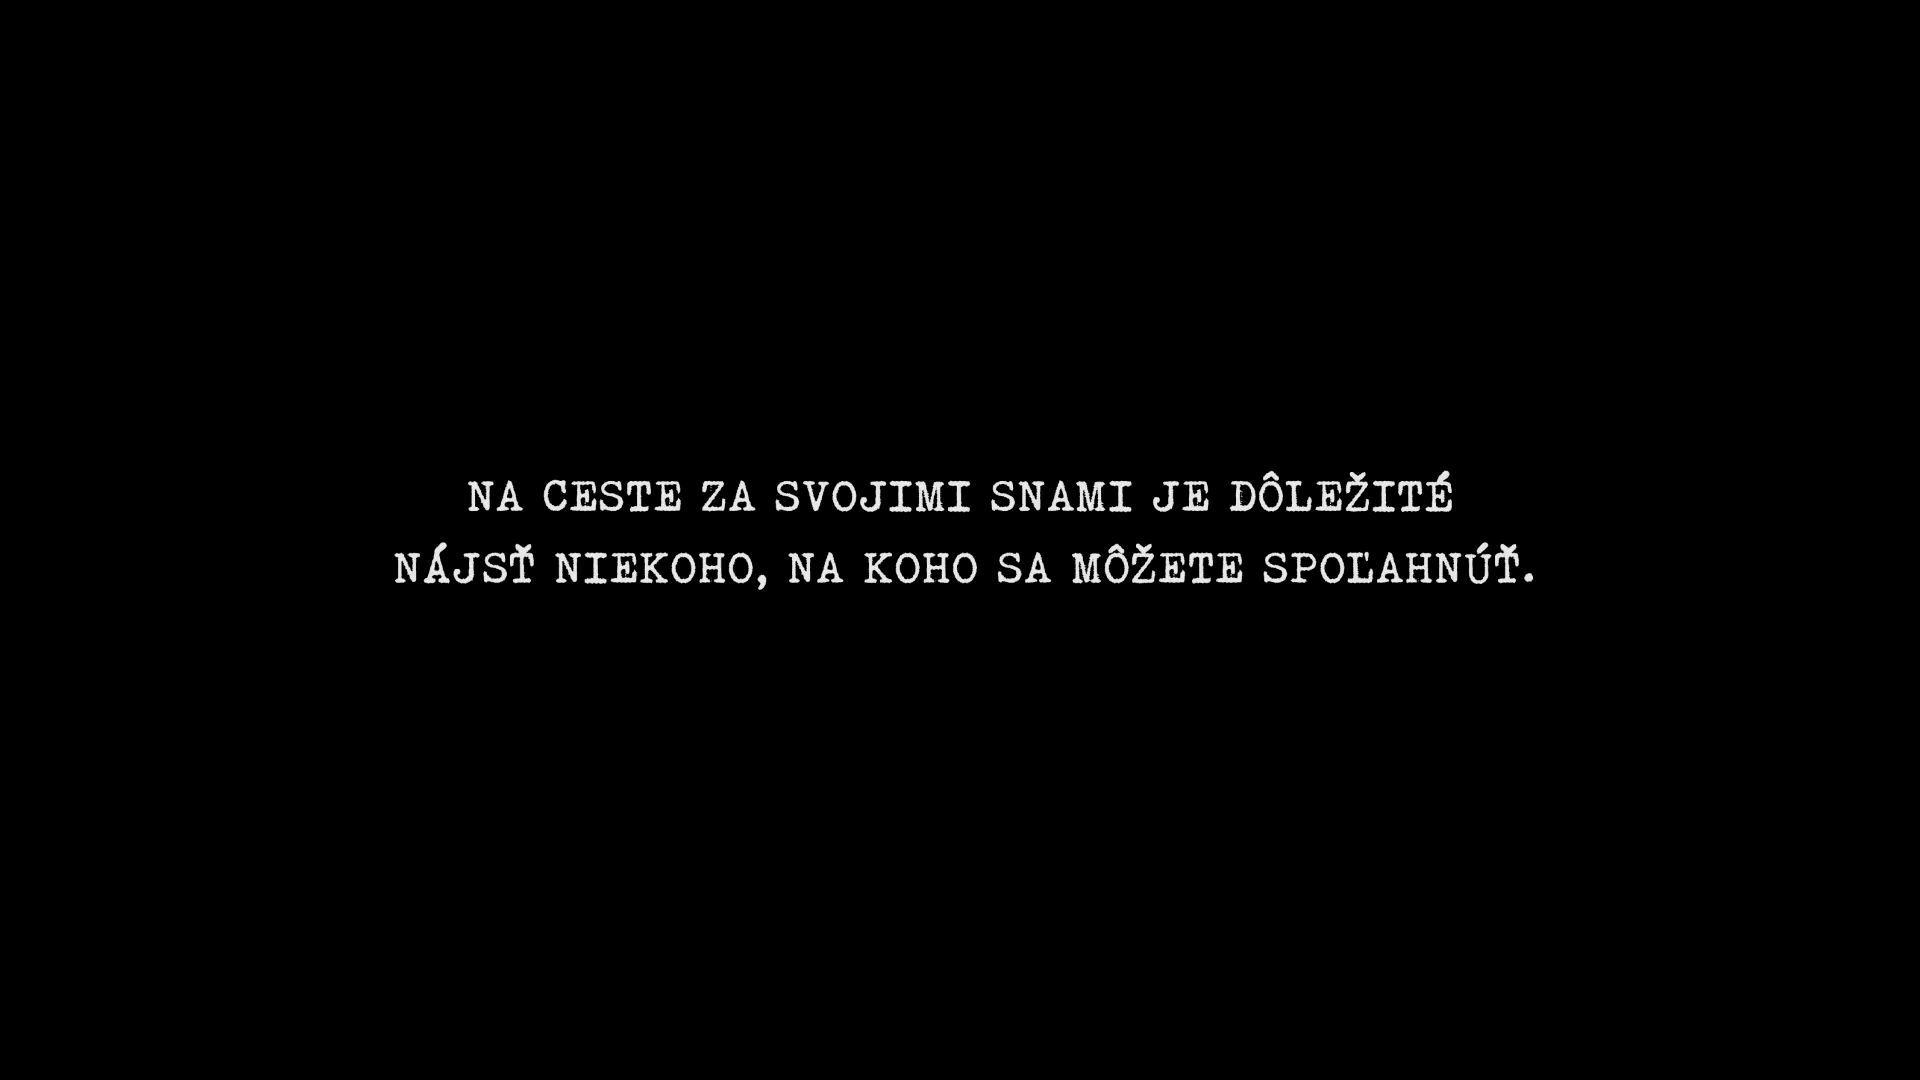 NA CESTE ZA SVOJIMI SNAMI JE DÔLEŽITÉ
NÁJSŤ NIEKOHO, NA KOHO SA MÔŽETE SPOĽAHNÚŤ.